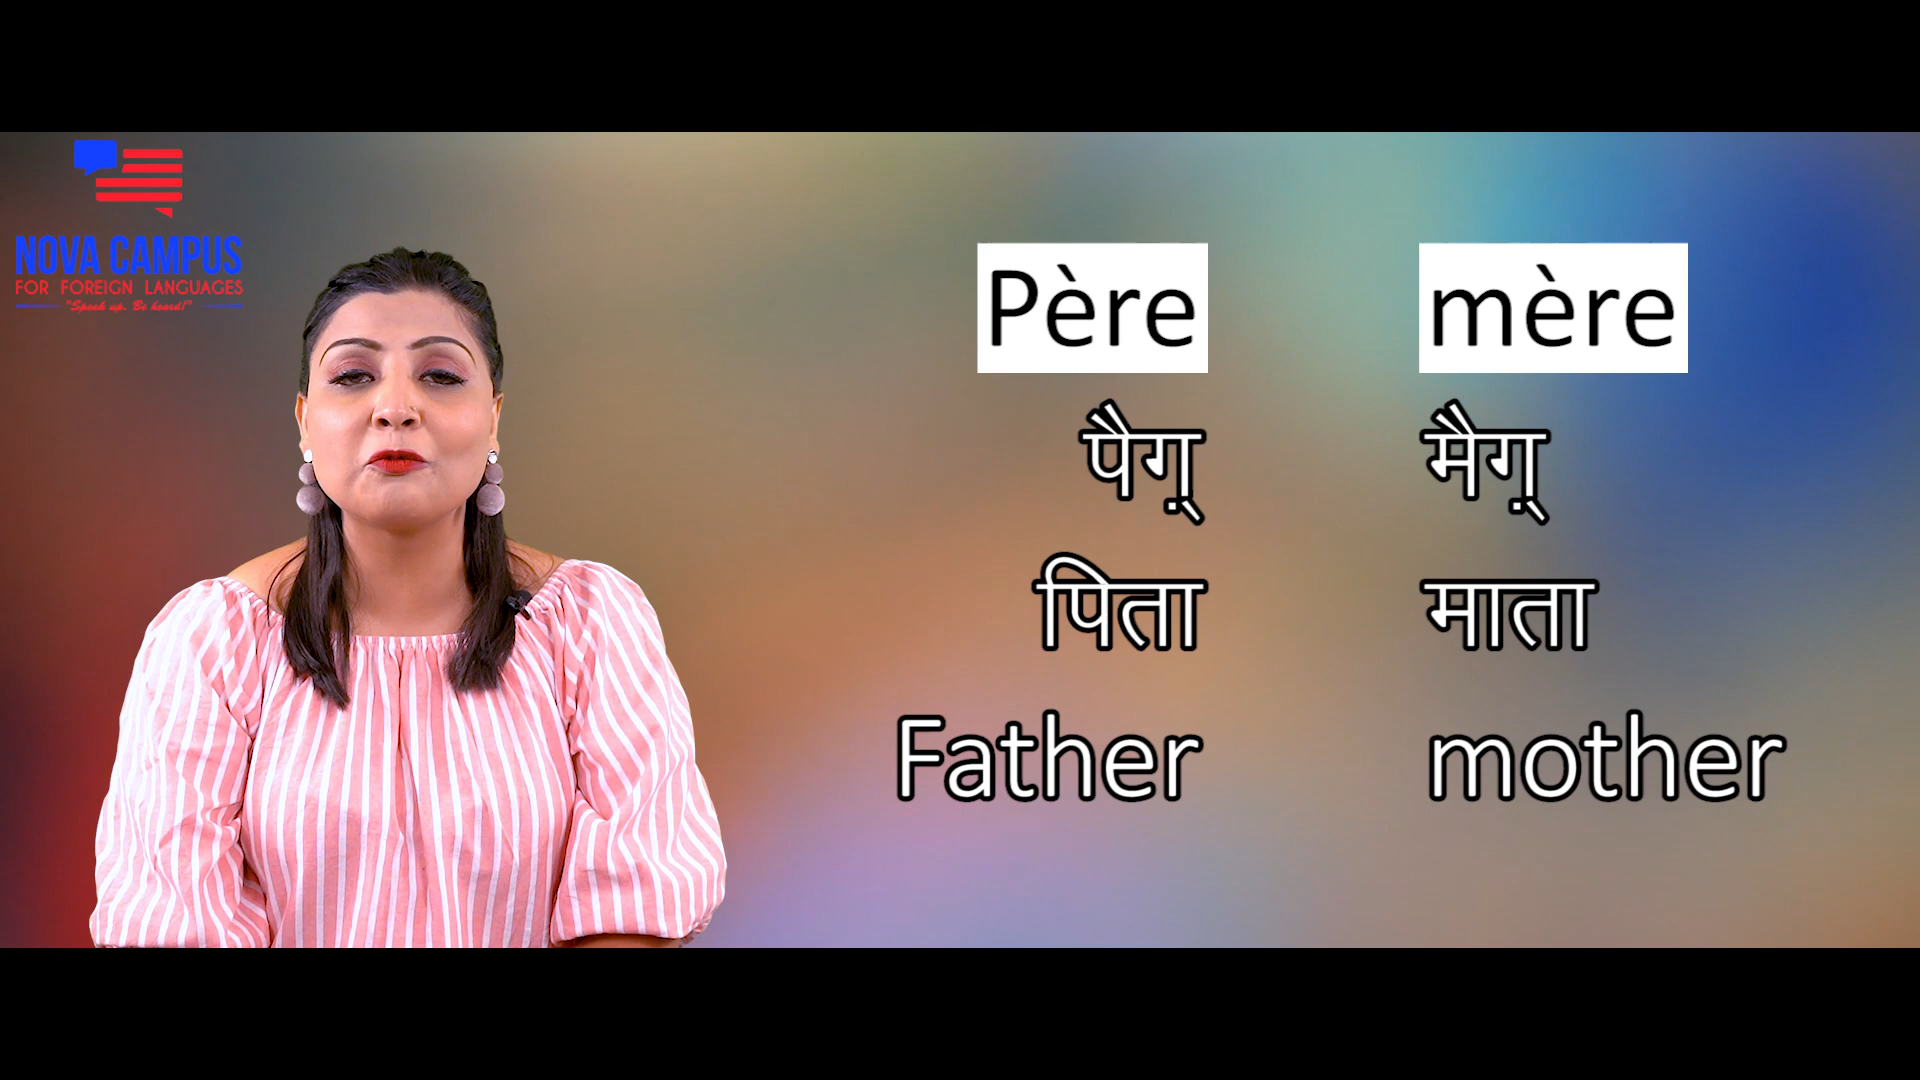 NOVA CAMPUS
FOR FOREIGN LANGUAGES
"Speak up. Be heard!"
Père mère
पैग़् मैग़्
पिता माता
Father mother